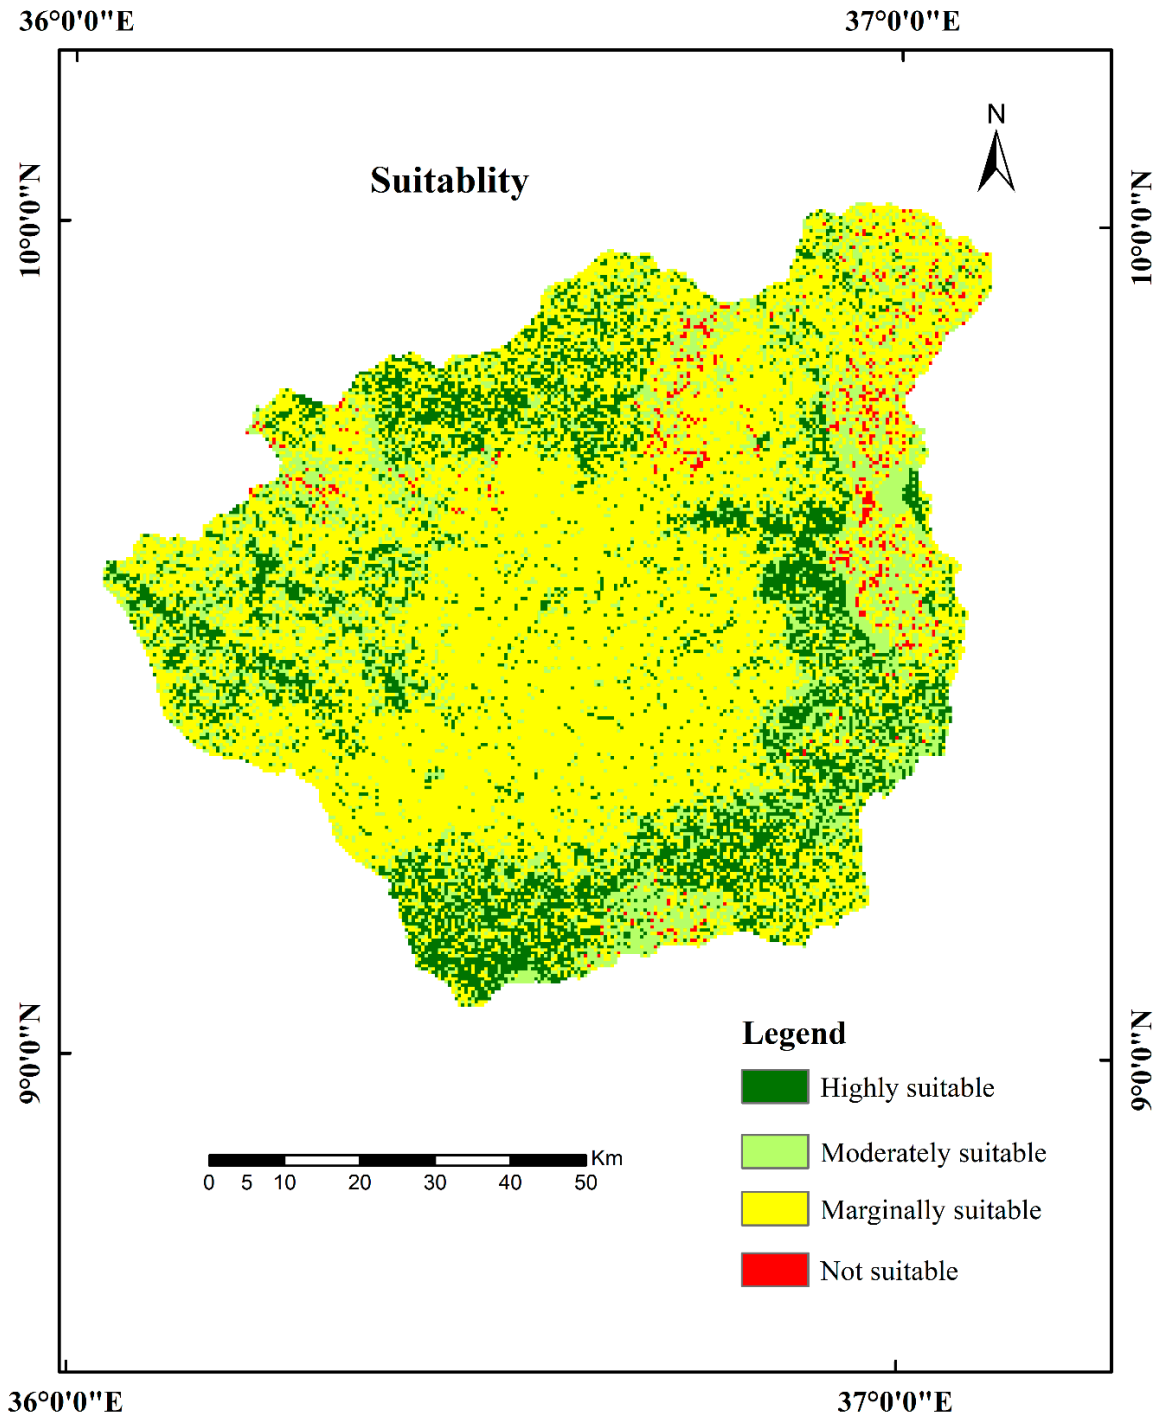 36°0'0"E
37°0'0"E
N
Suitablity
10°0'0"N
10°0'0"N
9°0'0"N
9°0'0"N
Legend
Highly suitable
Moderately suitable
Marginally suitable
Not suitable
Km
0 5 10 20 30 40 50
36°0'0"E
37°0'0"E